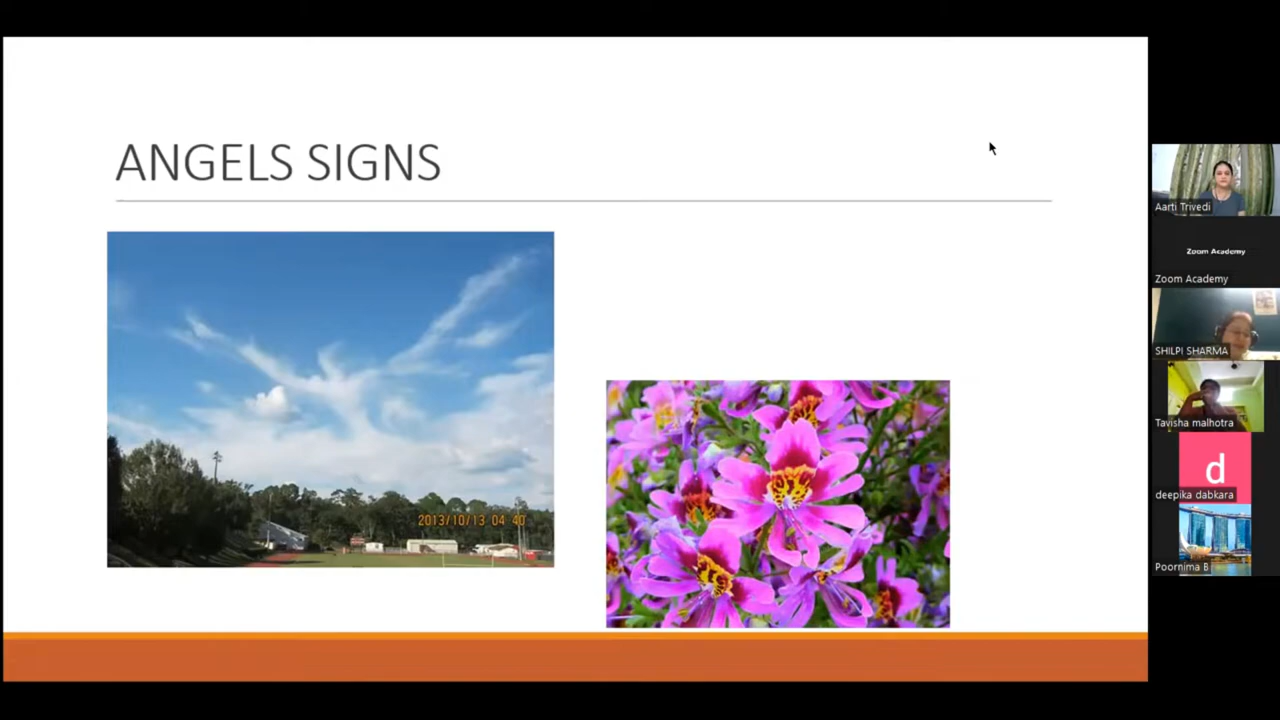 ANGELS SIGNS
2013/10/13 04 40
Aarti Trivedi
Zoom Academy
Zoom Academy
SHILPI SHARMA
Tavisha malhotra
d
deepika dabkara
Poornima B